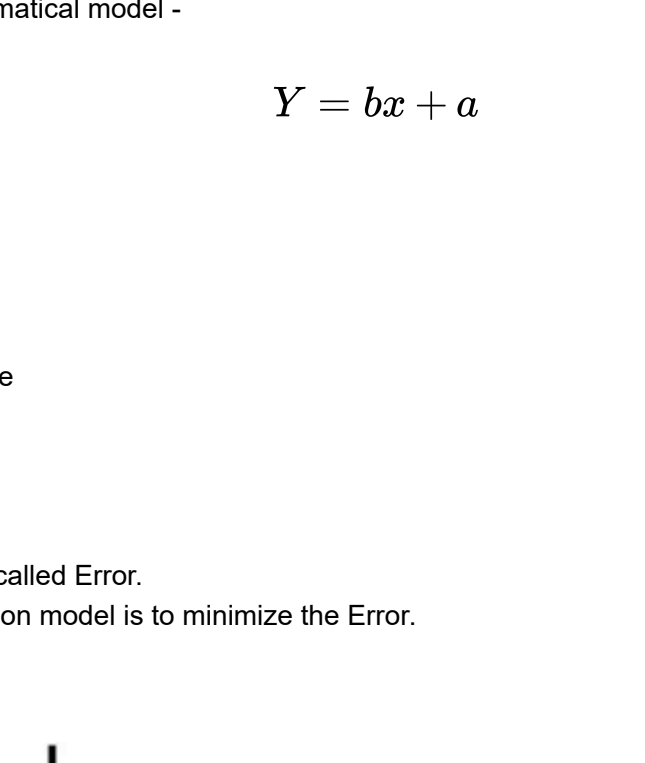 matical model -
Y = bx + a
e
called Error.
on model is to minimize the Error.